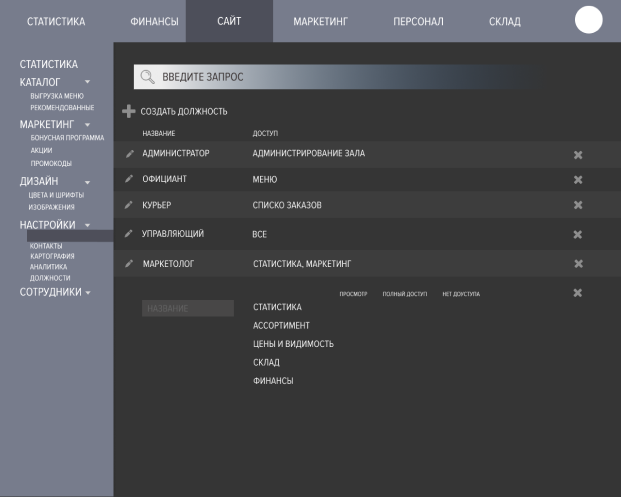 СТАТИСТИКА ФИНАНСЫ САЙТ МАРКЕТИНГ ПЕРСОНАЛ СКЛАД
СТАТИСТИКА
КАТАЛОГ
ВЫГРУЗКА МЕНЮ
РЕКОМЕНДОВАННЫЕ
МАРКЕТИНГ
БОНУСНАЯ ПРОГРАММА
АКЦИИ
ПРОМОКОДЫ
ДИЗАЙН
ЦВЕТА И ШРИФТЫ
ИЗОБРАЖЕНИЯ
НАСТРОЙКИ
КОНТАКТЫ
КАРТОГРАФИЯ
АНАЛИТИКА
ДОЛЖНОСТИ
СОТРУДНИКИ
ВВЕДИТЕ ЗАПРОС
СОЗДАТЬ ДОЛЖНОСТЬ
НАЗВАНИЕ ДОСТУП
АДМИНИСТРАТОР АДМИНИСТРИРОВАНИЕ ЗАЛА
ОФИЦИАНТ МЕНЮ
КУРЬЕР СПИСКО ЗАКАЗОВ
УПРАВЛЯЮЩИЙ ВСЕ
МАРКЕТОЛОГ СТАТИСТИКА, МАРКЕТИНГ
ПРОСМОТР ПОЛНЫЙ ДОСТУП НЕТ ДОУСТУПА
НАЗВАНИЕ СТАТИСТИКА
АССОРТИМЕНТ
ЦЕНЫ И ВИДИМОСТЬ
СКЛАД
ФИНАНСЫ